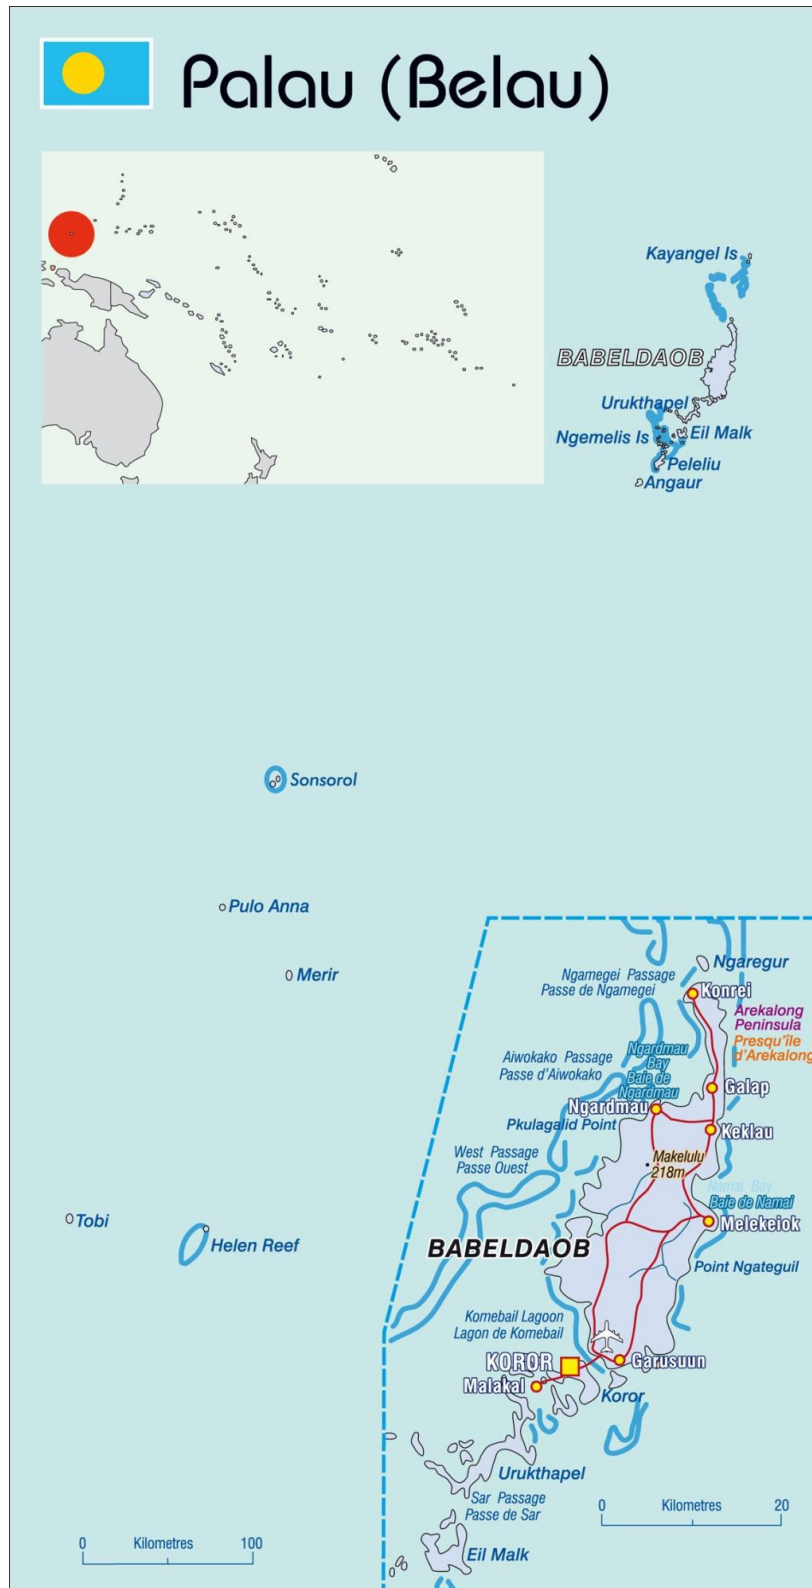 Palau (Belau)
Kayangel Is
BABELDAOB
Urukthapel
Ngemelis Is
Eil Malk
Peleliu
Angaur
Sonsorol
Pulo Anna
Merir
Tobi
Helen Reef
Ngaregur
Ngamegei Passage
Passe de Ngamegei
Konrei
Arekalong
Peninsula
Presqu'île
d'Arekalong
Aiwokako Passage
Passe d'Aiwokako
Ngardmau
Bay
Baie de
Ngardmau
Galap
Ngardmau
Pkulagalid Point
Keklau
West Passage
Passe Ouest
Makelulu
218m
Namai Bay
Baie de Namai
Melekeiok
BABELDAOB
Point Ngateguil
Komebail Lagoon
Lagon de Komebail
KOROR
Garusuun
Malakal
Koror
Urukthapel
Sar Passage
Passe de Sar
Eil Malk
0 Kilometres 20
0 Kilometres 100